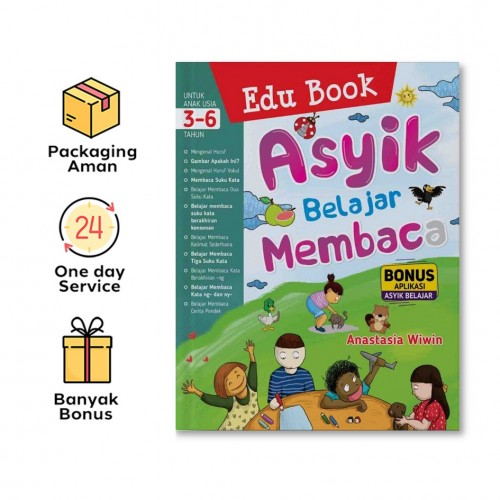 Packaging
Aman
24
One day
Service
Banyak
Bonus
Edu Book
UNTUK
ANAK USIA
3-6
TAHUN
Mengenal Huruf
Gambar Apakah Ini?
Mengenal Huruf Vokal
Membaca Suku Kata
Belajar Membaca Dua
Suku Kata
Belajar membaca
suku kata
berakhiran
konsonan
Belajar Membaca
Kalimat Sederhana
Belajar Membaca
Tiga Suku Kata
Belajar Membaca Kata
Berakhiran -ng
Belajar Membaca
Kata ng- dan ny-
Belajar Membaca
Cerita Pendek
Asyik
Belajar
Membaca
BONUS
APLIKASI
ASYIK BELAJAR
Anastasia Wiwin